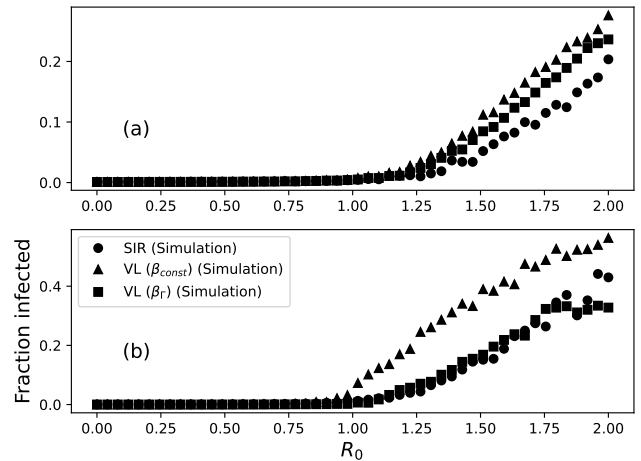 0.2
0.1
0.0
(a)
0.00 0.25 0.50 0.75 1.00 1.25 1.50 1.75 2.00
Fraction infected
0.4
0.2
0.0
SIR (Simulation)
VL (β_const) (Simulation)
VL (β_Γ) (Simulation)
(b)
0.00 0.25 0.50 0.75 1.00 1.25 1.50 1.75 2.00
R_0